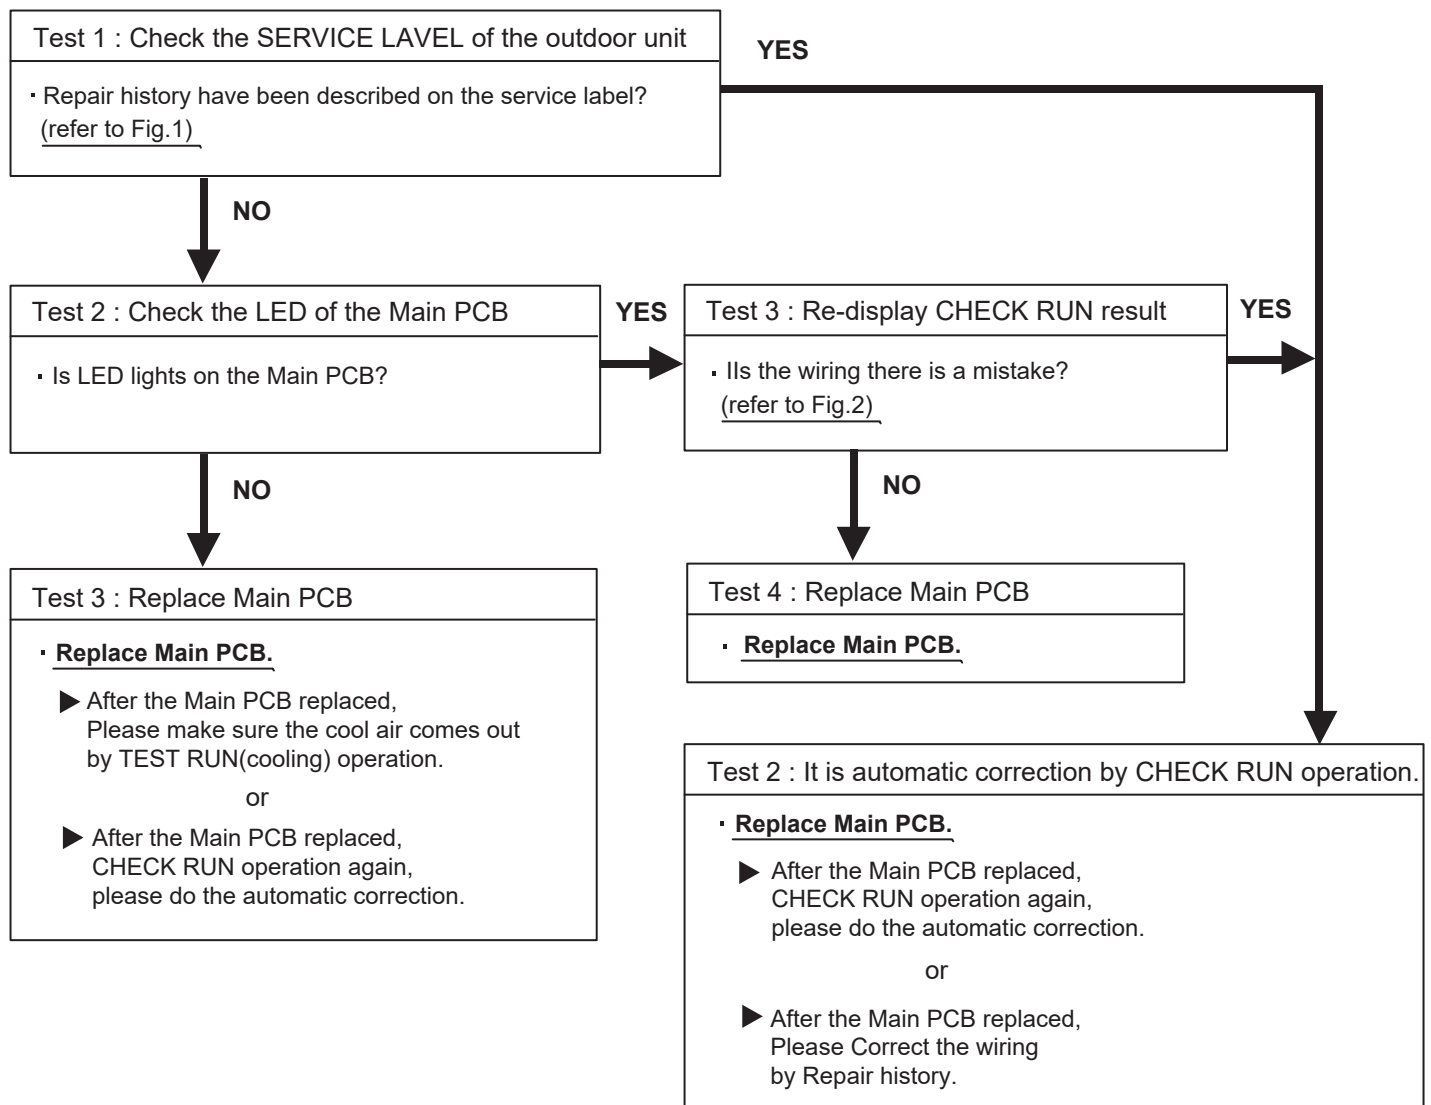 Test 1 : Check the SERVICE LAVEL of the outdoor unit
· Repair history have been described on the service label?
(refer to Fig.1)
YES
NO
Test 2 : Check the LED of the Main PCB
· Is LED lights on the Main PCB?
YES
Test 3 : Re-display CHECK RUN result
· IIs the wiring there is a mistake?
(refer to Fig.2)
YES
NO
NO
Test 3 : Replace Main PCB
· Replace Main PCB.
▶ After the Main PCB replaced,
Please make sure the cool air comes out
by TEST RUN(cooling) operation.
or
▶ After the Main PCB replaced,
CHECK RUN operation again,
please do the automatic correction.
Test 4 : Replace Main PCB
· Replace Main PCB.
Test 2 : It is automatic correction by CHECK RUN operation.
· Replace Main PCB.
▶ After the Main PCB replaced,
CHECK RUN operation again,
please do the automatic correction.
or
▶ After the Main PCB replaced,
Please Correct the wiring
by Repair history.